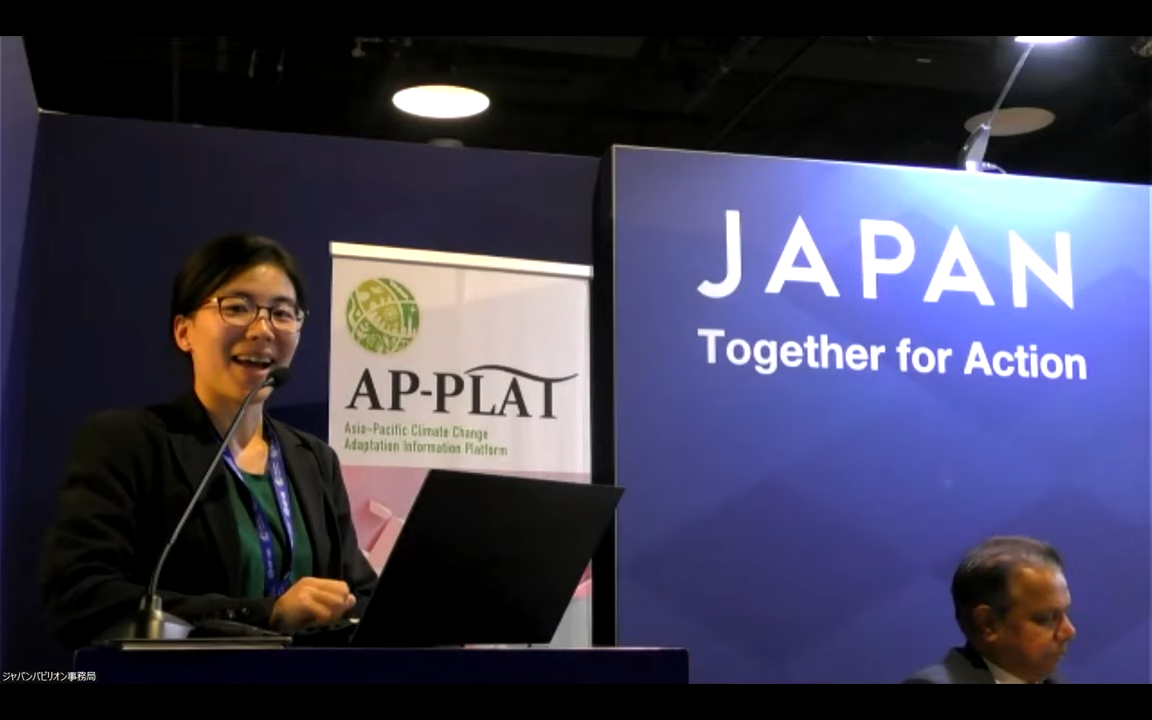 JAPAN
Together for Action
AP-PLAT
Asia-Pacific Climate Change
Adaptation Information Platform
ジャパンパビリオン事務局